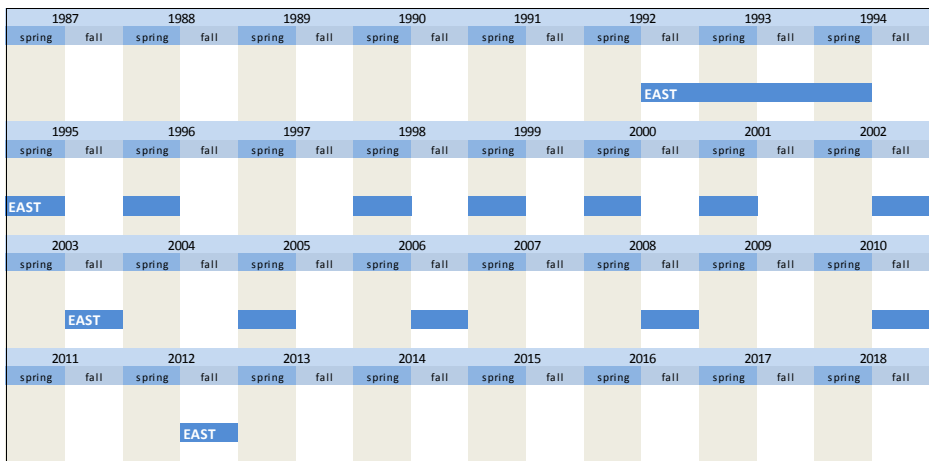 1987 1988 1989 1990 1991 1992 1993 1994
spring fall spring fall spring fall spring fall spring fall spring fall spring fall spring fall
EAST
1995 1996 1997 1998 1999 2000 2001 2002
spring fall spring fall spring fall spring fall spring fall spring fall spring fall spring fall
EAST
2003 2004 2005 2006 2007 2008 2009 2010
spring fall spring fall spring fall spring fall spring fall spring fall spring fall spring fall
EAST
2011 2012 2013 2014 2015 2016 2017 2018
spring fall spring fall spring fall spring fall spring fall spring fall spring fall spring fall
EAST